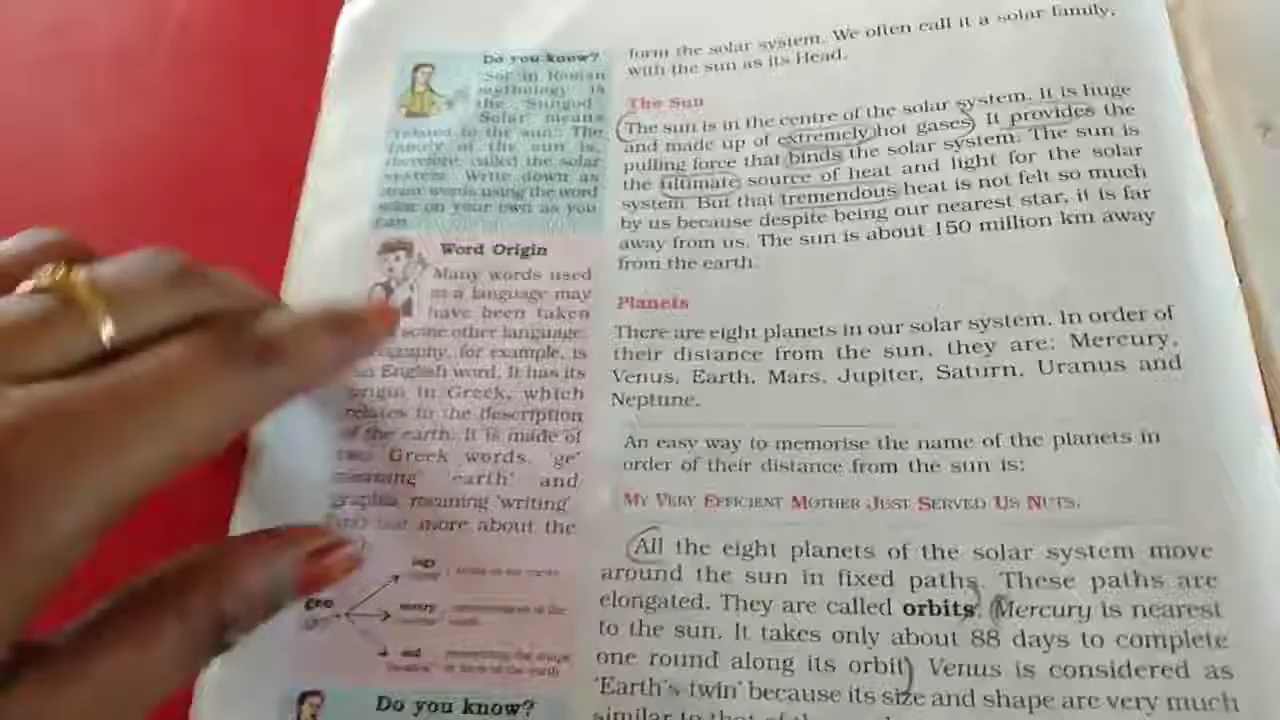 Do you know?
'Sol' in Roman
mythology is
the 'Sungod'.
'Solar' means
'related to the sun'. The
family of the sun is,
therefore called the solar
system. Write down as
many words using the word
solar on your own as you
can.
Word Origin
Many words used
in a language may
have been taken
some other language.
for example, is
an English word. It has its
origin in Greek, which
relates to the description
of the earth. It is made of
two Greek words, 'ge'
meaning 'earth' and
graphia meaning 'writing'.
more about the
geo
Do you know?
form the solar system. We often call it a solar family,
with the sun as its Head.
The Sun
The sun is in the centre of the solar system. It is huge
and made up of extremely hot gases. It provides the
pulling force that binds the solar system. The sun is
the ultimate source of heat and light for the solar
system. But that tremendous heat is not felt so much
by us because despite being our nearest star, it is far
away from us. The sun is about 150 million km away
from the earth.
Planets
There are eight planets in our solar system. In order of
their distance from the sun, they are: Mercury,
Venus, Earth, Mars, Jupiter, Saturn, Uranus and
Neptune.
An easy way to memorise the name of the planets in
order of their distance from the sun is:
MY VERY EFFICIENT MOTHER JUST SERVED US NUTS.
All the eight planets of the solar system move
around the sun in fixed paths. These paths are
elongated. They are called orbits. Mercury is nearest
to the sun. It takes only about 88 days to complete
one round along its orbit. Venus is considered as
'Earth's-twin' because its size and shape are very much
similar to that of